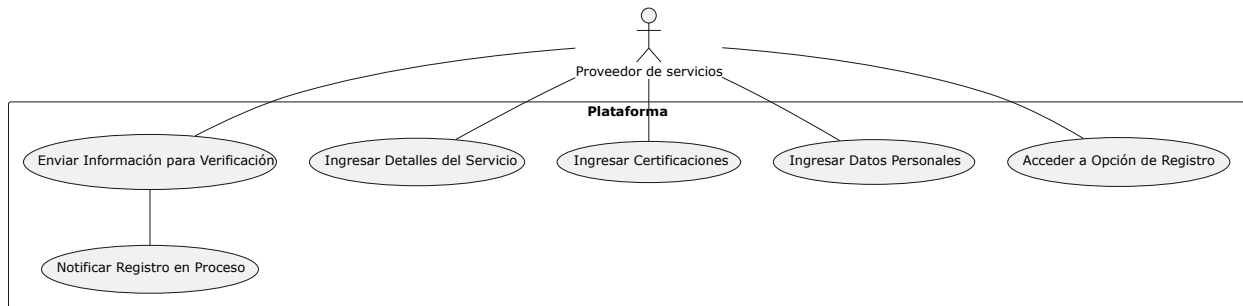 Proveedor de servicios
Plataforma
Enviar Información para Verificación
Ingresar Detalles del Servicio
Ingresar Certificaciones
Ingresar Datos Personales
Acceder a Opción de Registro
Notificar Registro en Proceso